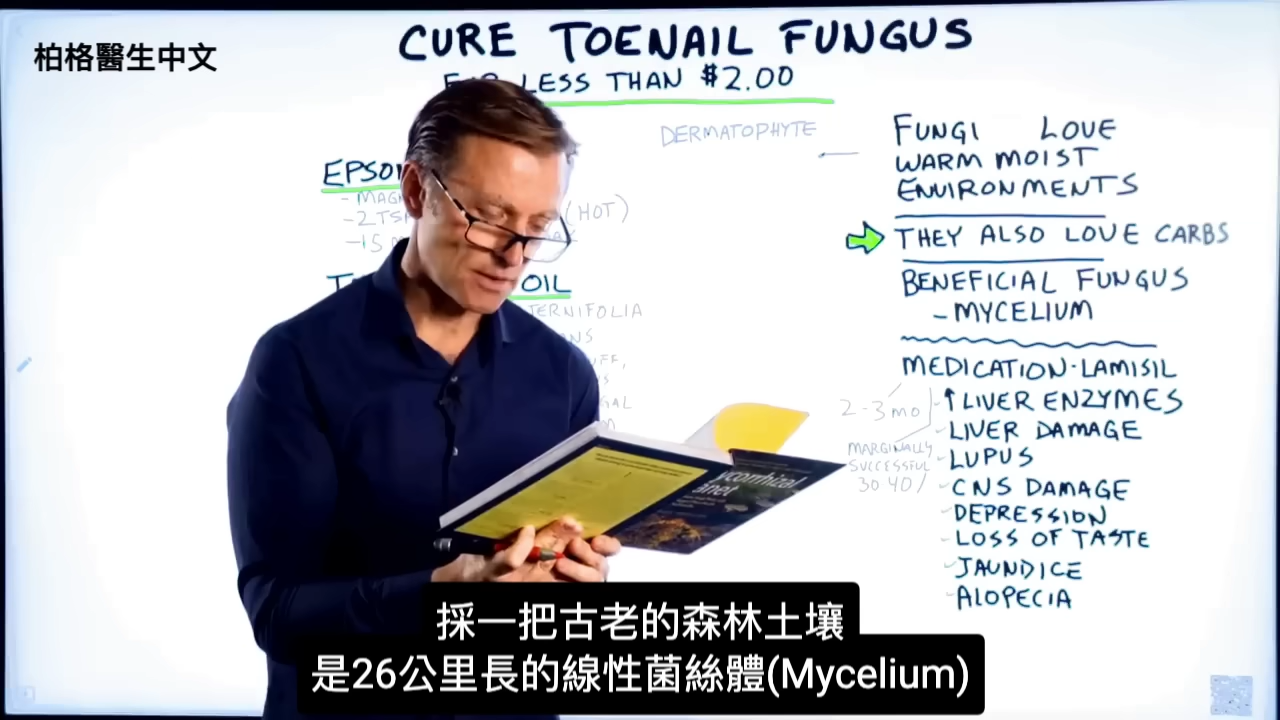 柏格醫生中文
CURE TOENAIL FUNGUS
LESS THAN $2.00
DERMATOPHYTE
(HOT)
OIL
FUNGI LOVE
WARM MOIST
ENVIRONMENTS
THEY ALSO LOVE CARBS
BENEFICIAL FUNGUS
- MYCELIUM
MEDICATION · LAMISIL
2-3 mo
- ↑ LIVER ENZYMES
- LIVER DAMAGE
MARGINALLY
SUCCESSFUL
30 40%
- LUPUS
- CNS DAMAGE
- DEPRESSION
- LOSS OF TASTE
- JAUNDICE
- ALOPECIA
採一把古老的森林土壤
是26公里長的線性菌絲體(Mycelium)